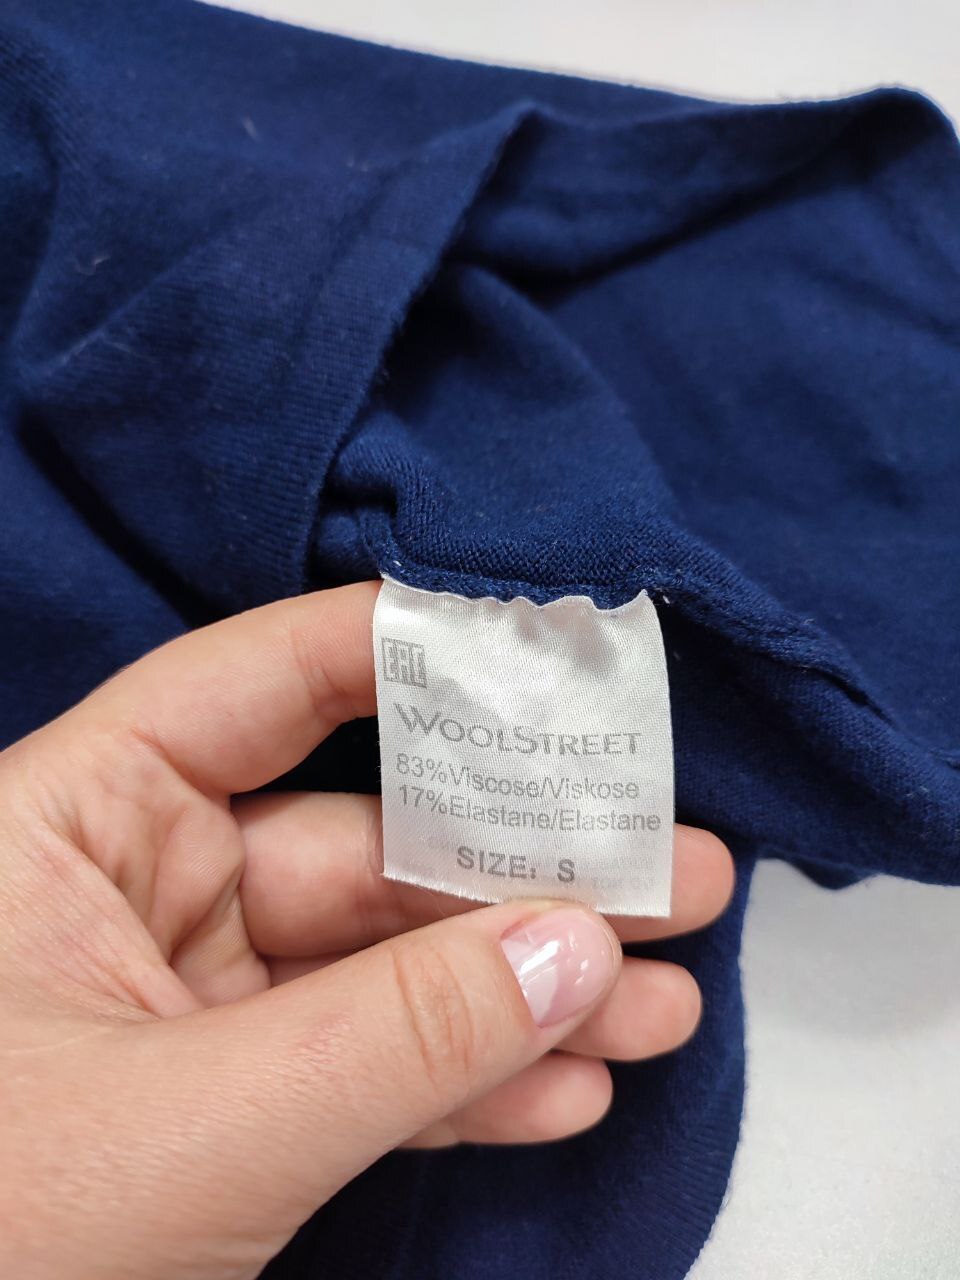 EAC
WOOLSTREET
83%Viscose/Viskose
17%Elastane/Elastane
SIZE: S